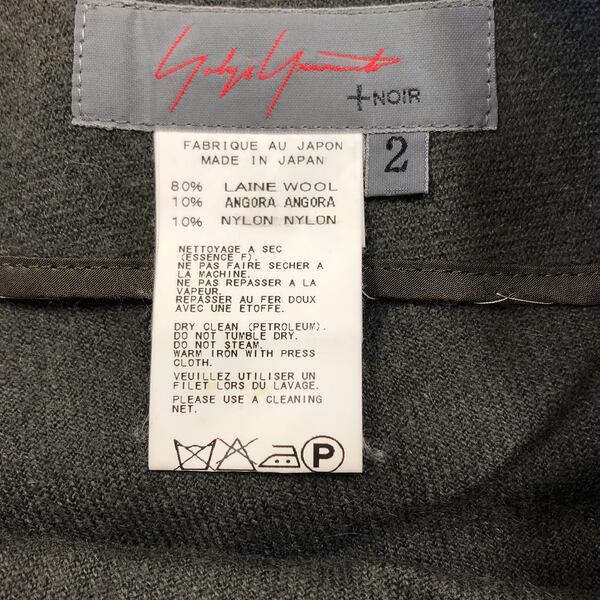 Yohji Yamamoto
+NOIR
2
FABRIQUE AU JAPON
MADE IN JAPAN
80% LAINE WOOL
10% ANGORA ANGORA
10% NYLON NYLON
NETTOYAGE A SEC
(ESSENCE F).
NE PAS FAIRE SECHER A
LA MACHINE.
NE PAS REPASSER A LA
VAPEUR.
REPASSER AU FER DOUX
AVEC UNE ETOFFE.
DRY CLEAN (PETROLEUM).
DO NOT TUMBLE DRY.
DO NOT STEAM.
WARM IRON WITH PRESS
CLOTH.
VEUILLEZ UTILISER UN
FILET LORS DU LAVAGE.
PLEASE USE A CLEANING
NET.
P